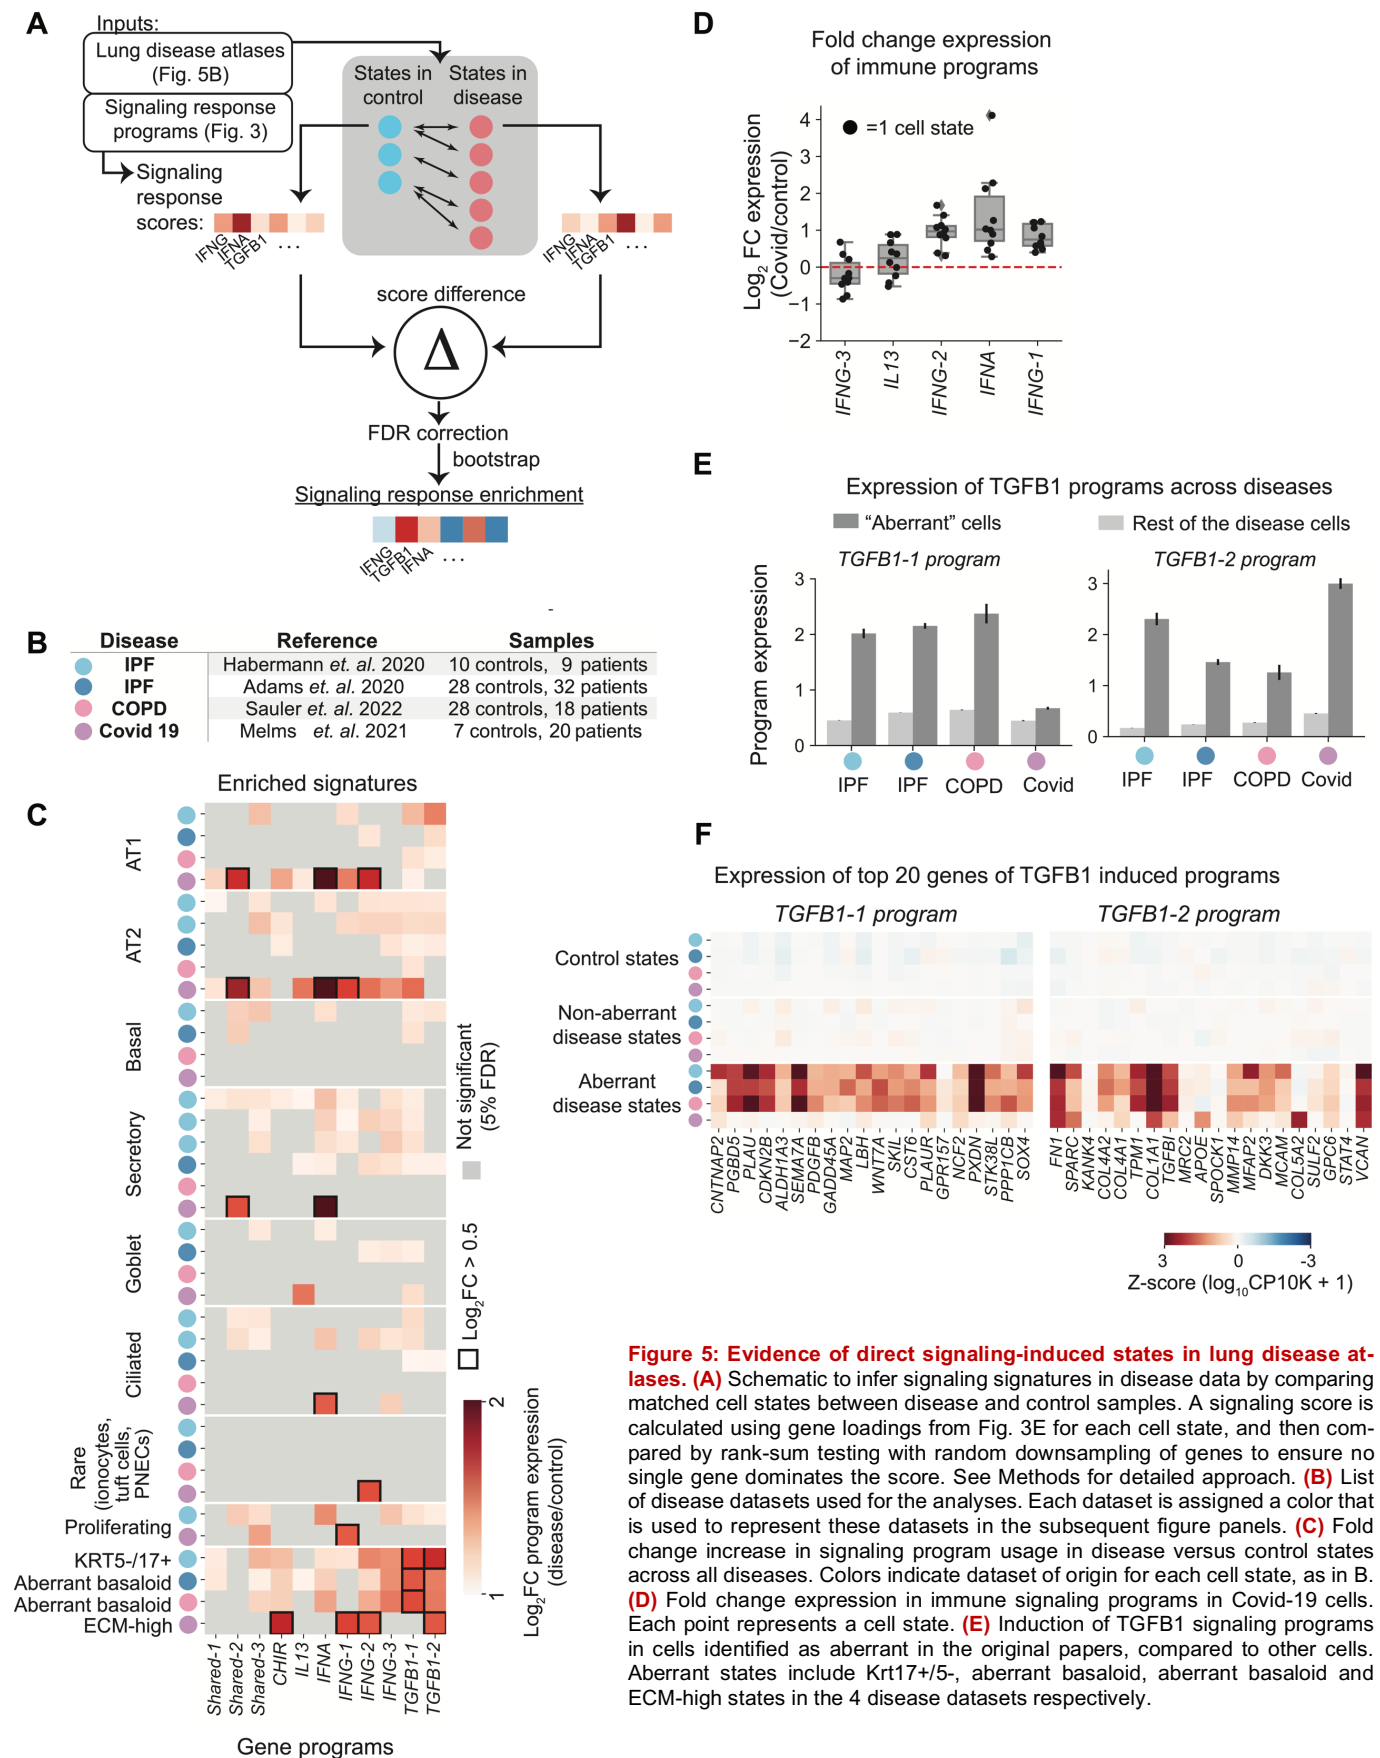 A
Inputs:
Lung disease atlases
(Fig. 5B)
Signaling response
programs (Fig. 3)
Signaling
response
scores:
States in
control
States in
disease
IFNG
IFNA
TGFB1
...
IFNG
IFNA
TGFB1
...
score difference
Δ
FDR correction
bootstrap
Signaling response enrichment
IFNG
TGFB1
IFNA
...
B
Disease Reference Samples
IPF Habermann et. al. 2020 10 controls, 9 patients
IPF Adams et. al. 2020 28 controls, 32 patients
COPD Sauler et. al. 2022 28 controls, 18 patients
Covid 19 Melms et. al. 2021 7 controls, 20 patients
C
Enriched signatures
AT1
AT2
Basal
Secretory
Goblet
Ciliated
Rare
(ionocytes,
tuft cells,
PNECs)
Proliferating
KRT5-/17+
Aberrant basaloid
Aberrant basaloid
ECM-high
Shared-1
Shared-2
Shared-3
CHIR
IL13
IFNA
IFNG-1
IFNG-2
IFNG-3
TGFB1-1
TGFB1-2
Gene programs
Not significant
(5% FDR)
Log2FC > 0.5
2
1
Log2FC program expression
(disease/control)
D
Fold change expression
of immune programs
=1 cell state
Log2 FC expression
(Covid/control)
4
3
2
1
0
−1
−2
IFNG-3
IL13
IFNG-2
IFNA
IFNG-1
E
Expression of TGFB1 programs across diseases
“Aberrant” cells
Rest of the disease cells
TGFB1-1 program
TGFB1-2 program
Program expression
3
2
1
0
IPF
IPF
COPD
Covid
3
2
1
0
IPF
IPF
COPD
Covid
F
Expression of top 20 genes of TGFB1 induced programs
TGFB1-1 program
TGFB1-2 program
Control states
Non-aberrant
disease states
Aberrant
disease states
CNTNAP2
PGBD5
PLAU
CDKN2B
ALDH1A3
SEMA7A
PDGFB
GADD45A
MAP2
LBH
WNT7A
SKIL
CST6
PLAUR
GPR157
NCF2
PXDN
STK38L
PPP1CB
SOX4
FN1
SPARC
KANK4
COL4A2
COL4A1
TPM1
COL1A1
TGFBI
MRC2
APOE
SPOCK1
MMP14
MFAP2
DKK3
MCAM
COL5A2
SULF2
GPC6
STAT4
VCAN
3 0 -3
Z-score (log10CP10K + 1)
Figure 5: Evidence of direct signaling-induced states in lung disease at-
lases. (A) Schematic to infer signaling signatures in disease data by comparing
matched cell states between disease and control samples. A signaling score is
calculated using gene loadings from Fig. 3E for each cell state, and then com-
pared by rank-sum testing with random downsampling of genes to ensure no
single gene dominates the score. See Methods for detailed approach. (B) List
of disease datasets used for the analyses. Each dataset is assigned a color that
is used to represent these datasets in the subsequent figure panels. (C) Fold
change increase in signaling program usage in disease versus control states
across all diseases. Colors indicate dataset of origin for each cell state, as in B.
(D) Fold change expression in immune signaling programs in Covid-19 cells.
Each point represents a cell state. (E) Induction of TGFB1 signaling programs
in cells identified as aberrant in the original papers, compared to other cells.
Aberrant states include Krt17+/5-, aberrant basaloid, aberrant basaloid and
ECM-high states in the 4 disease datasets respectively.